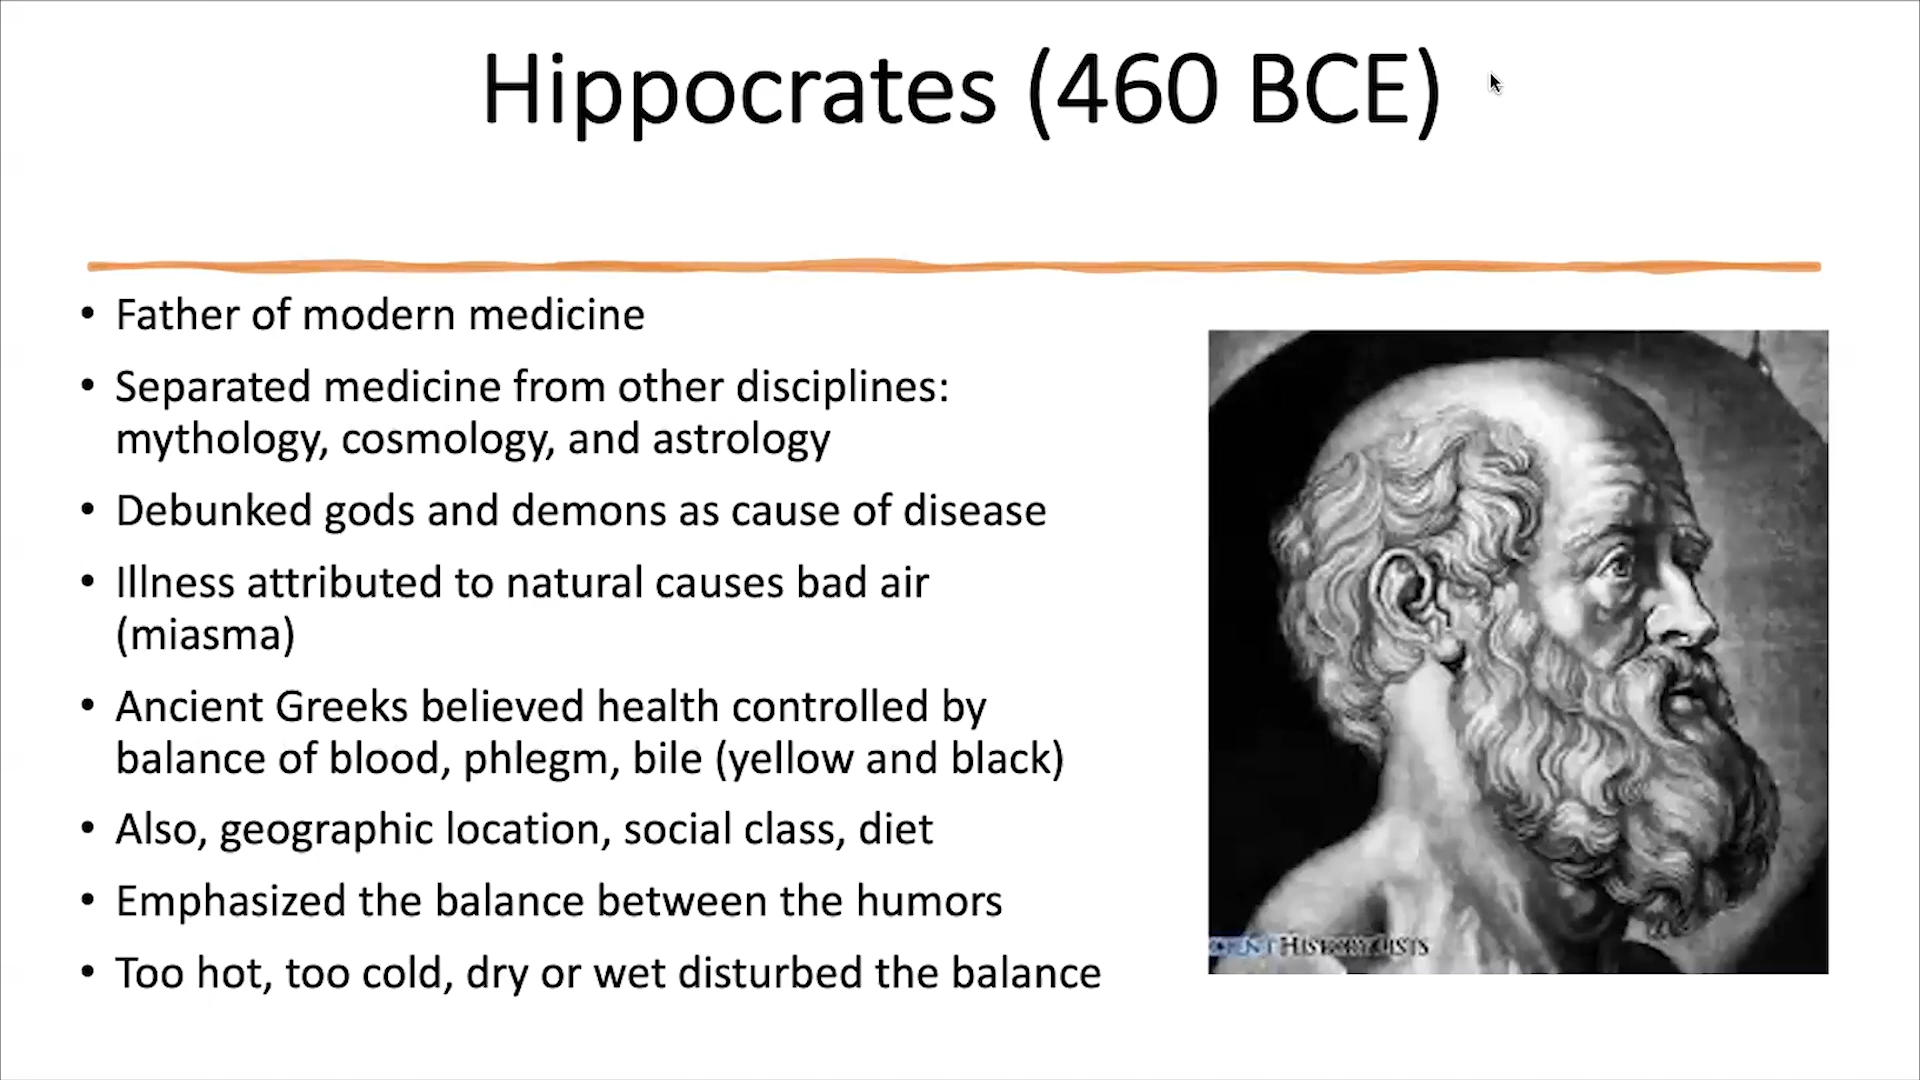 Hippocrates (460 BCE)
• Father of modern medicine
• Separated medicine from other disciplines:
mythology, cosmology, and astrology
• Debunked gods and demons as cause of disease
• Illness attributed to natural causes bad air
(miasma)
• Ancient Greeks believed health controlled by
balance of blood, phlegm, bile (yellow and black)
• Also, geographic location, social class, diet
• Emphasized the balance between the humors
• Too hot, too cold, dry or wet disturbed the balance